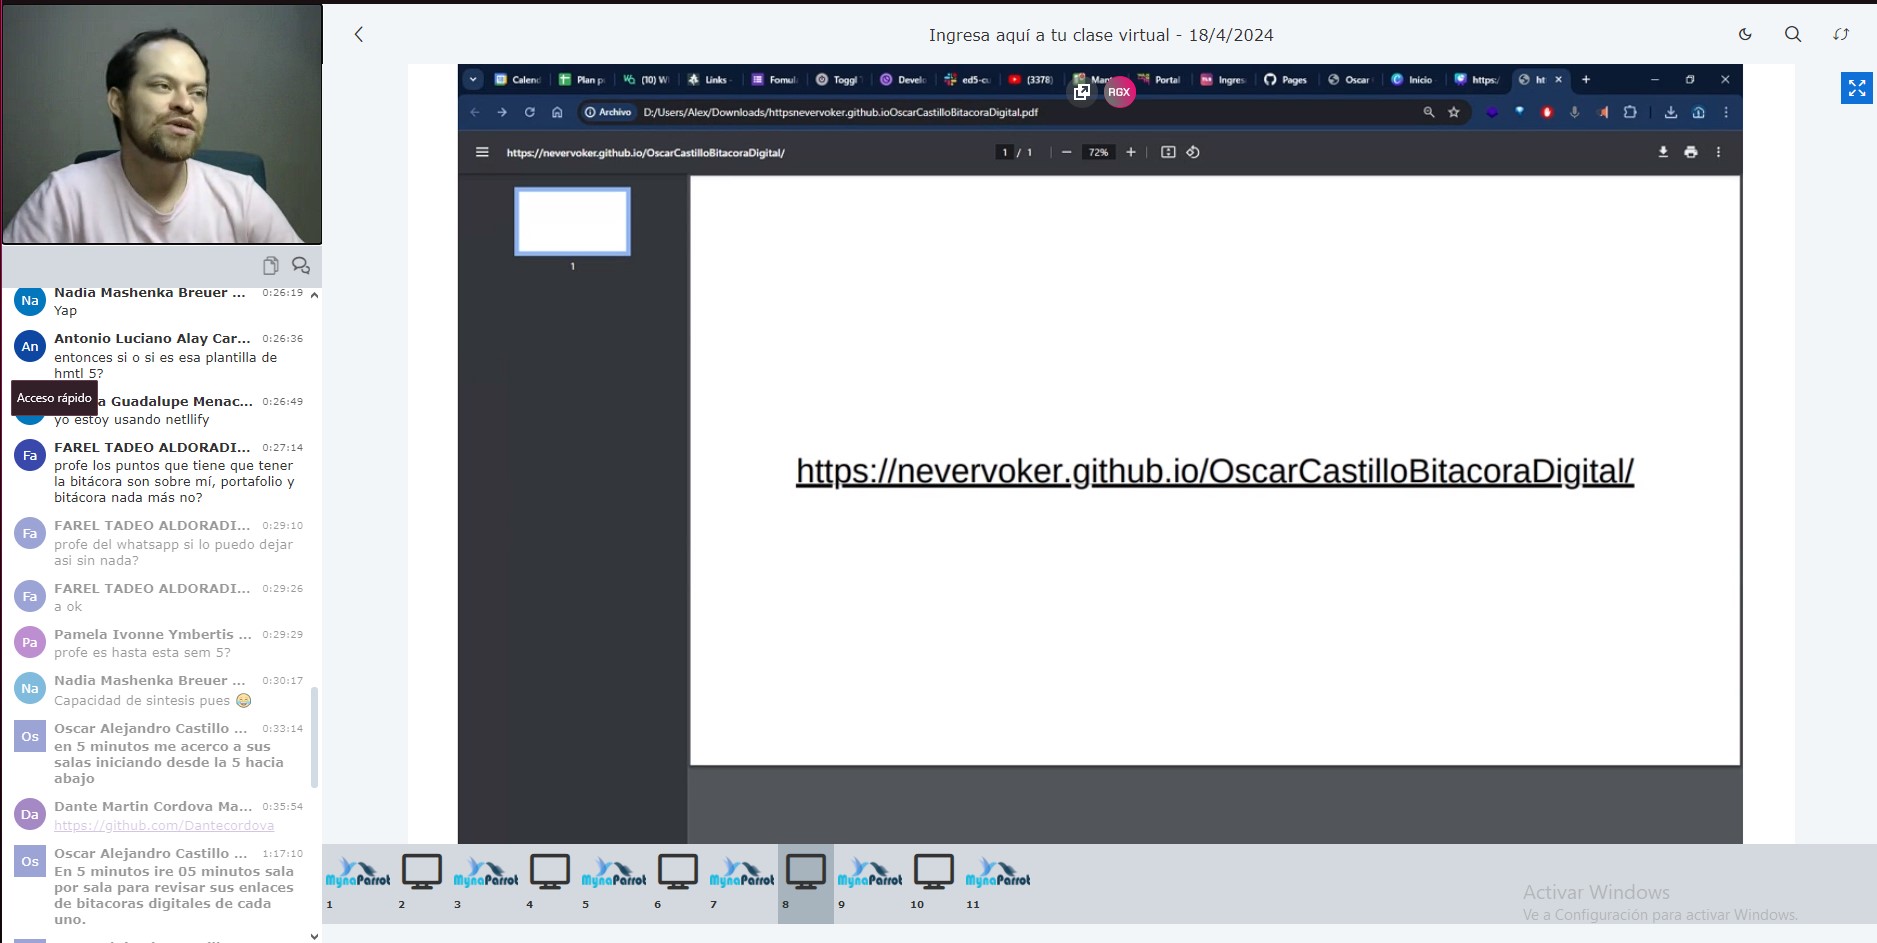 Ingresa aquí a tu clase virtual - 18/4/2024
Calend
Plan p
(10) W
Links -
Fomul
Toggl
Develo
ed5-cu
(3378)
Mant
Portal
Ingres
Pages
Oscar
Inicio
https:/
ht
RGX
Archivo
D:/Users/Alex/Downloads/httpsnevervoker.github.ioOscarCastilloBitacoraDigital.pdf
https://nevervoker.github.io/OscarCastilloBitacoraDigital/
1 / 1
72%
1
https://nevervoker.github.io/OscarCastilloBitacoraDigital/
Na
Nadia Mashenka Breuer ...
0:26:19
Yap
An
Antonio Luciano Alay Car...
0:26:36
entonces si o si es esa plantilla de
hmtl 5?
Acceso rápido
a Guadalupe Menac...
0:26:49
yo estoy usando netllify
Fa
FAREL TADEO ALDORADI...
0:27:14
profe los puntos que tiene que tener
la bitácora son sobre mí, portafolio y
bitácora nada más no?
Fa
FAREL TADEO ALDORADI...
0:29:10
profe del whatsapp si lo puedo dejar
asi sin nada?
Fa
FAREL TADEO ALDORADI...
0:29:26
a ok
Pa
Pamela Ivonne Ymbertis ...
0:29:29
profe es hasta esta sem 5?
Na
Nadia Mashenka Breuer ...
0:30:17
Capacidad de sintesis pues 😂
Os
Oscar Alejandro Castillo ...
0:33:14
en 5 minutos me acerco a sus
salas iniciando desde la 5 hacia
abajo
Da
Dante Martin Cordova Ma...
0:35:54
https://github.com/Dantecordova
Os
Oscar Alejandro Castillo ...
1:17:10
En 5 minutos ire 05 minutos sala
por sala para revisar sus enlaces
de bitacoras digitales de cada
uno.
MynaParrot
MynaParrot
MynaParrot
MynaParrot
MynaParrot
MynaParrot
1 2 3 4 5 6 7 8 9 10 11
Activar Windows
Ve a Configuración para activar Windows.